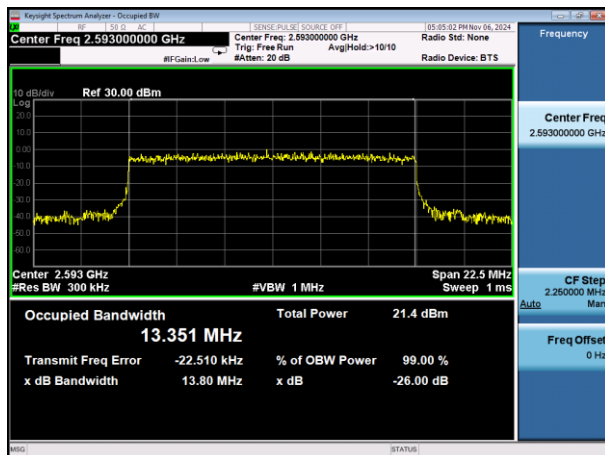 Keysight Spectrum Analyzer - Occupied BW
RF 50 Ω AC SENSE:PULSE SOURCE OFF 05:05:02 PM Nov 06, 2024
Center Freq 2.593000000 GHz Center Freq: 2.593000000 GHz Radio Std: None Frequency
Trig: Free Run Avg|Hold:>10/10
#IFGain:Low #Atten: 20 dB Radio Device: BTS
10 dB/div Ref 30.00 dBm
Log
20.0
10.0
0.00
-10.0
-20.0
-30.0
-40.0
-50.0
-60.0
Center Freq
2.593000000 GHz
Center 2.593 GHz Span 22.5 MHz
#Res BW 300 kHz #VBW 1 MHz Sweep 1 ms
CF Step
2.250000 MHz
Auto Man
Occupied Bandwidth Total Power 21.4 dBm
13.351 MHz
Transmit Freq Error -22.510 kHz % of OBW Power 99.00 %
x dB Bandwidth 13.80 MHz x dB -26.00 dB
Freq Offset
0 Hz
MSG STATUS